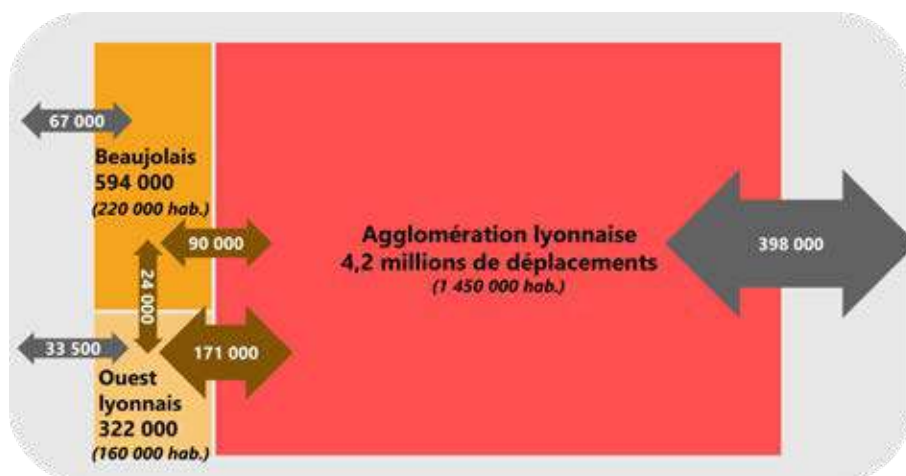 67 000
Beaujolais
594 000
(220 000 hab.)
90 000
24 000
Agglomération lyonnaise
4,2 millions de déplacements
(1 450 000 hab.)
398 000
33 500
171 000
Ouest
lyonnais
322 000
(160 000 hab.)